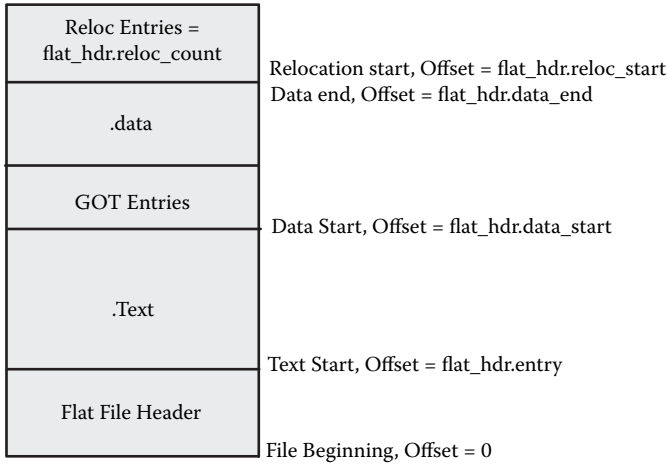 Reloc Entries =
flat_hdr.reloc_count
Relocation start, Offset = flat_hdr.reloc_start
Data end, Offset = flat_hdr.data_end
.data
GOT Entries
Data Start, Offset = flat_hdr.data_start
.Text
Text Start, Offset = flat_hdr.entry
Flat File Header
File Beginning, Offset = 0